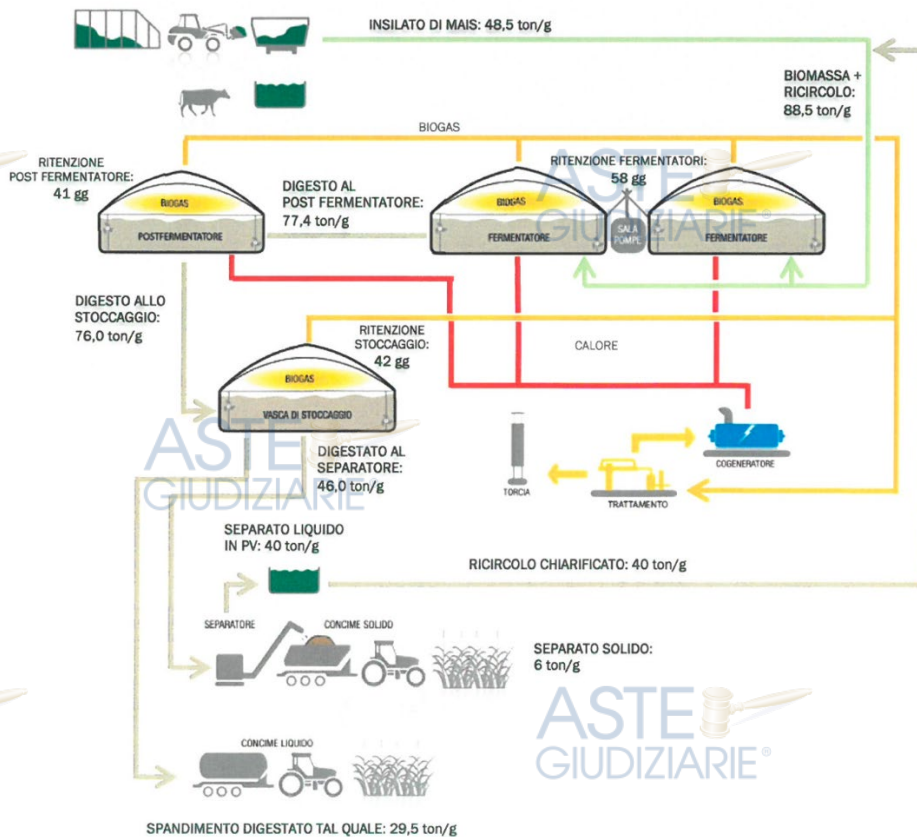 INSILATO DI MAIS: 48,5 ton/g
BIOMASSA +
RICIRCOLO:
88,5 ton/g
BIOGAS
RITENZIONE
POST FERMENTATORE:
41 gg
DIGESTO AL
POST FERMENTATORE:
77,4 ton/g
RITENZIONE FERMENTATORI:
58 gg
BIOGAS
POSTFERMENTATORE
BIOGAS
FERMENTATORE
SALA
POMPE
BIOGAS
FERMENTATORE
ASTE
GIUDIZIARIE®
DIGESTO ALLO
STOCCAGGIO:
76,0 ton/g
RITENZIONE
STOCCAGGIO:
42 gg
CALORE
BIOGAS
VASCA DI STOCCAGGIO
ASTE
GIUDIZIARIE
DIGESTATO AL
SEPARATORE:
46,0 ton/g
TORCIA
TRATTAMENTO
COGENERATORE
SEPARATO LIQUIDO
IN PV: 40 ton/g
RICIRCOLO CHIARIFICATO: 40 ton/g
SEPARATORE
CONCIME SOLIDO
SEPARATO SOLIDO:
6 ton/g
CONCIME LIQUIDO
ASTE
GIUDIZIARIE®
SPANDIMENTO DIGESTATO TAL QUALE: 29,5 ton/g